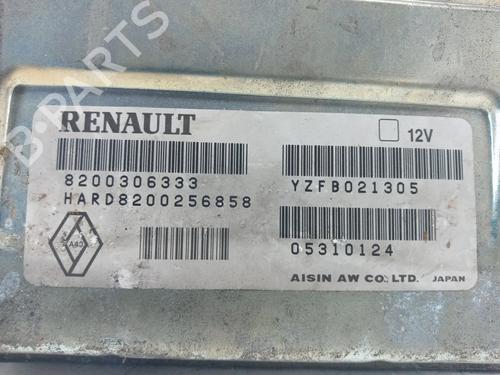 RENAULT
12V
8200306333
YZFB021305
HARD8200256858
05310124
AISIN AW CO., LTD. JAPAN
B-PARTS